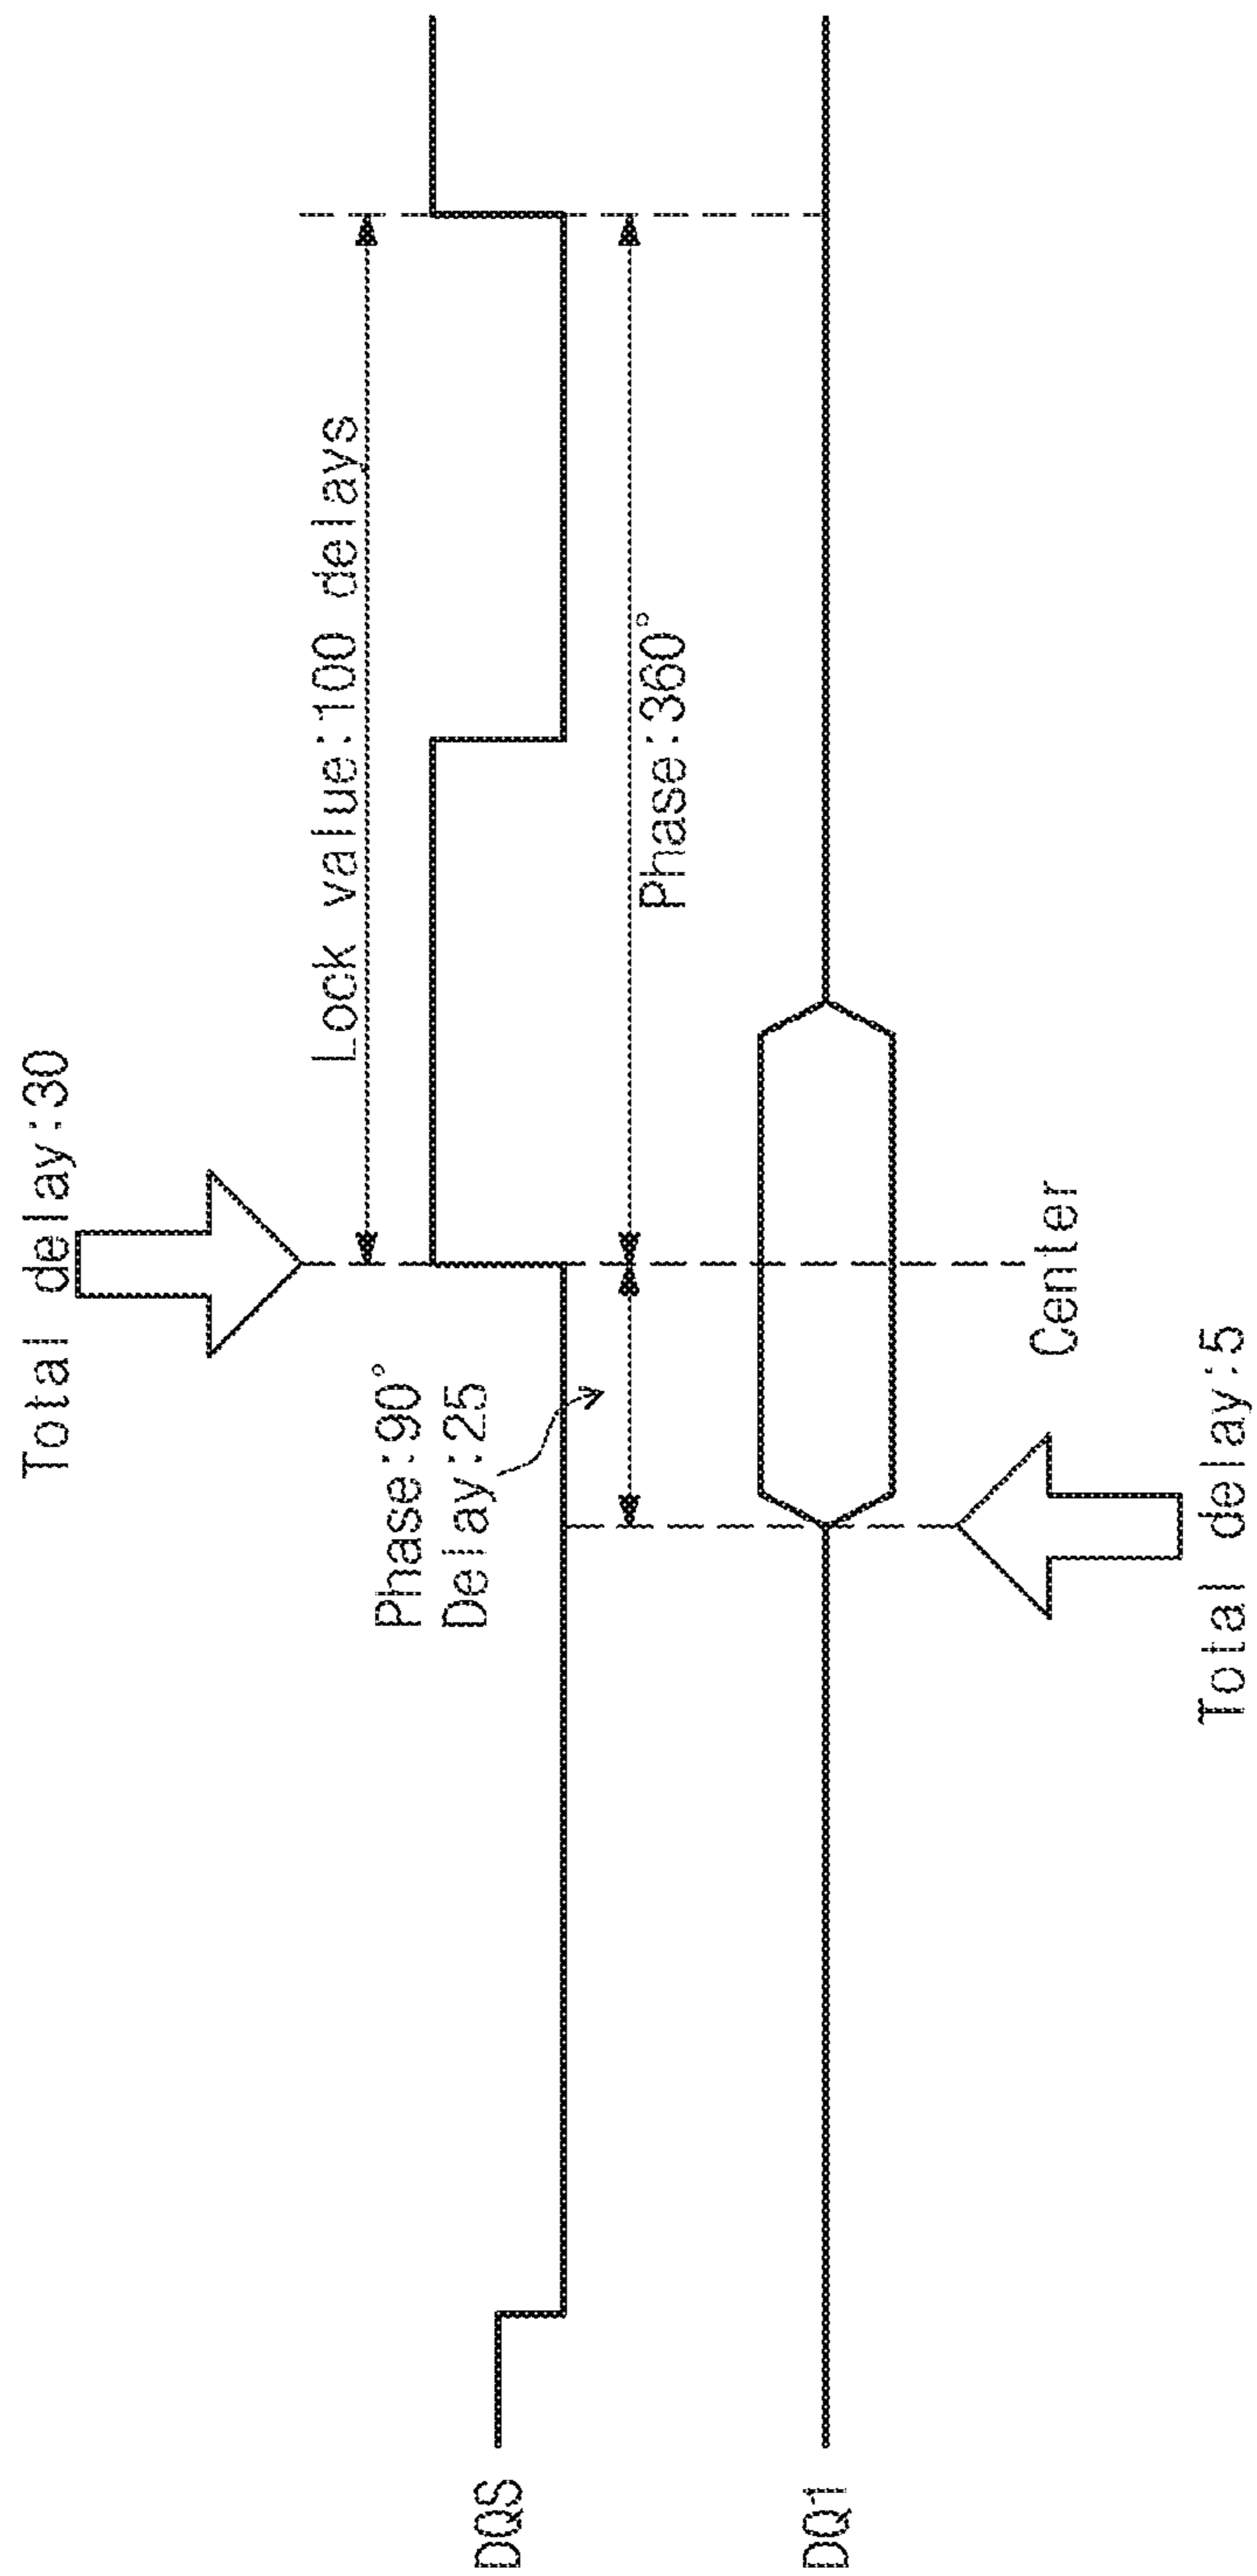 Total delay:30
Lock value:100 delays
Phase:90°
Delay:25
DQS
Phase:360°
DQ1
Center
Total delay:5